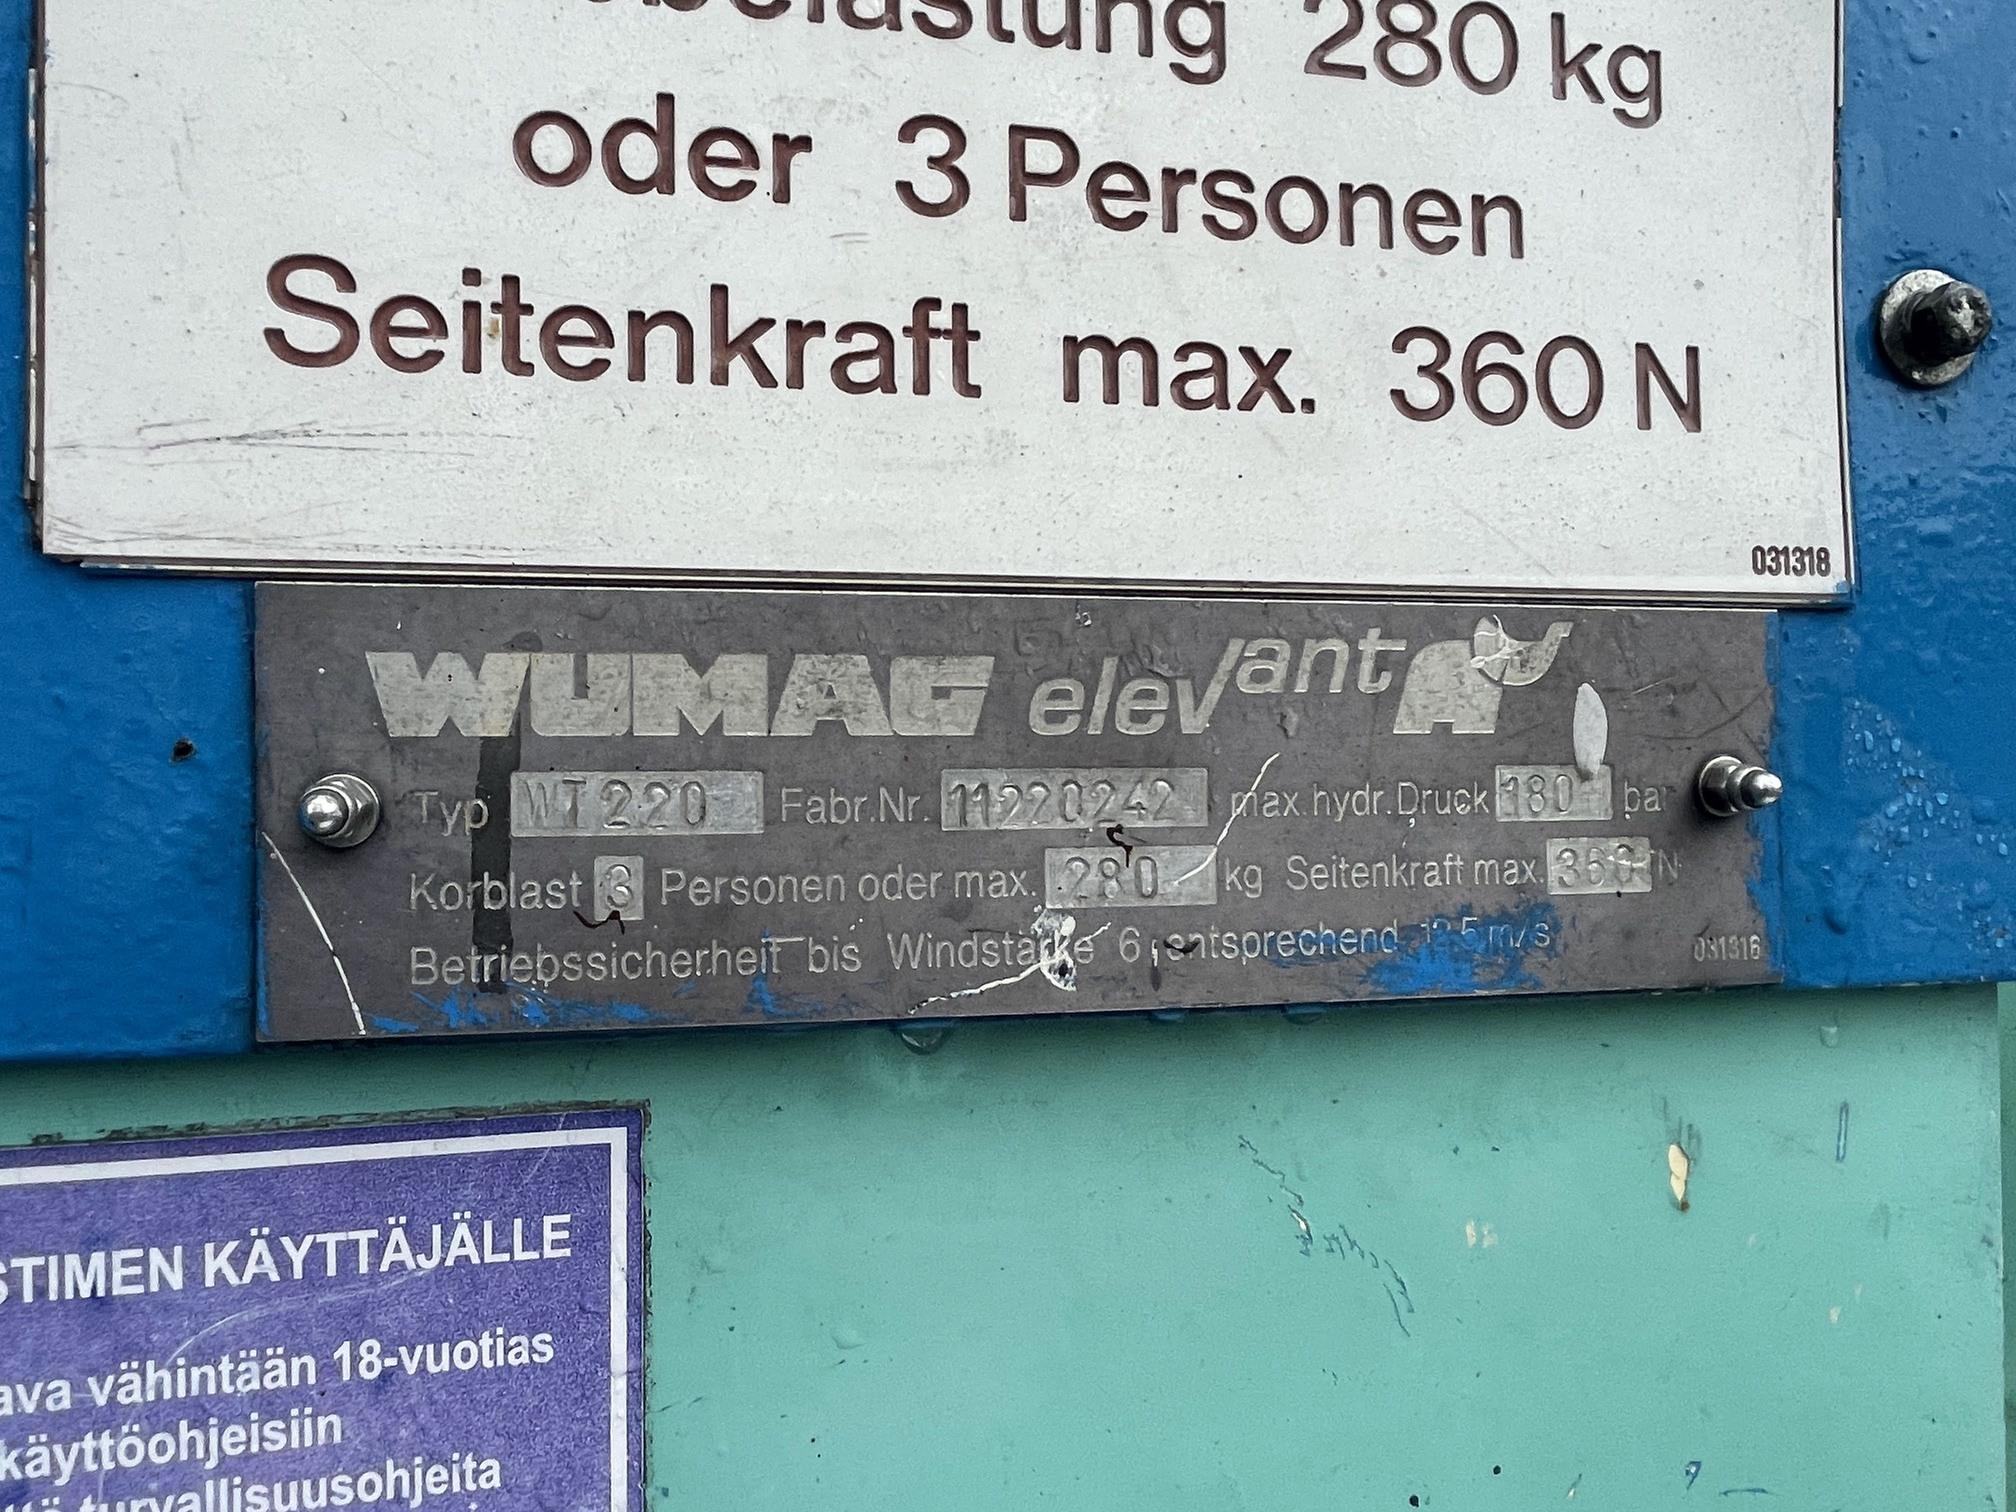 280 kg
oder 3 Personen
Seitenkraft max. 360 N
031318
WUMAG elevant
Typ WT 220 Fabr.Nr. 11220242 max.hydr.Druck 180 bar
Korblast 3 Personen oder max. 280 kg Seitenkraft max. 360 N
Betriebssicherheit bis Windstärke 6, entsprechend 12,5 m/s
031316
KÄYTTÄJÄLLE
vähintään 18-vuotias
käyttöohjeisiin
turvallisuusohjeita